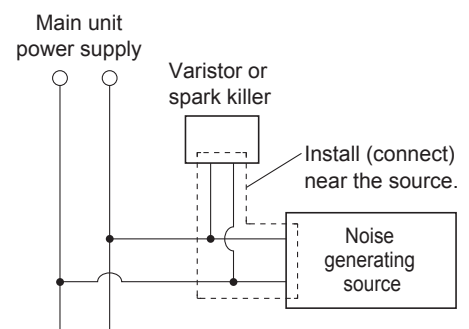 Main unit
power supply
Varistor or
spark killer
Install (connect)
near the source.
Noise
generating
source